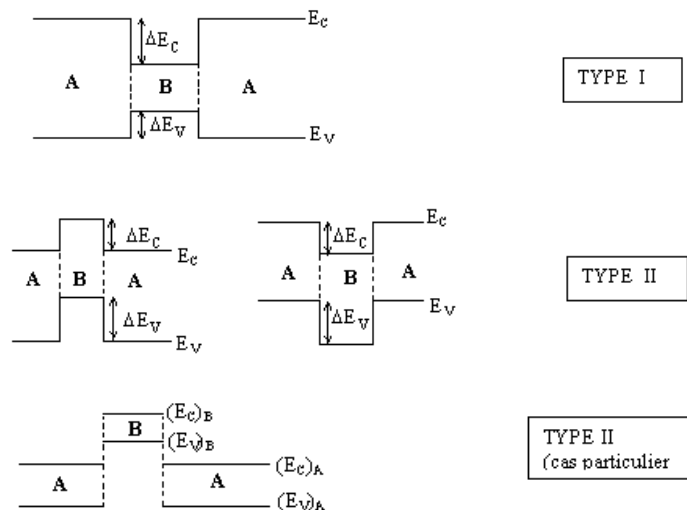 E_C
ΔE_C
A B A
TYPE I
ΔE_V
E_V
E_C
ΔE_C
ΔE_C
E_C
A B A
A B A
TYPE II
ΔE_V
E_V
ΔE_V
E_V
(E_C)_B
B
(E_V)_B
TYPE II
(cas particulier
(E_C)_A
A A
(E_V)_A